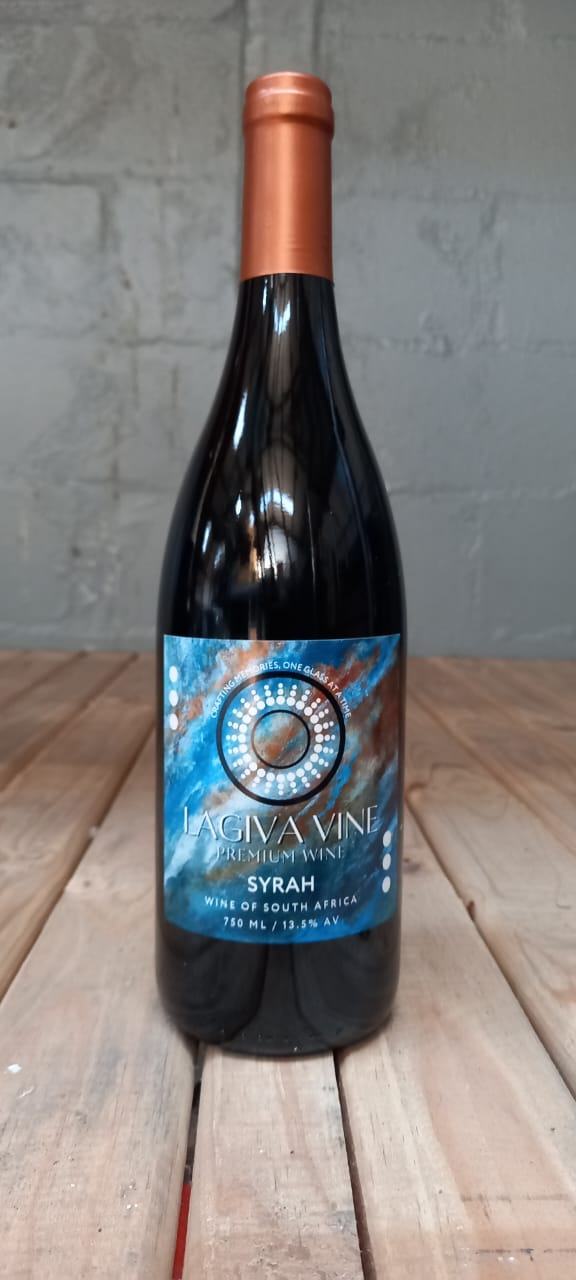 CRAFTING MEMORIES, ONE GLASS AT A TIME
LAGIVA VINE
PREMIUM WINE
SYRAH
WINE OF SOUTH AFRICA
750 ML / 13.5% AV